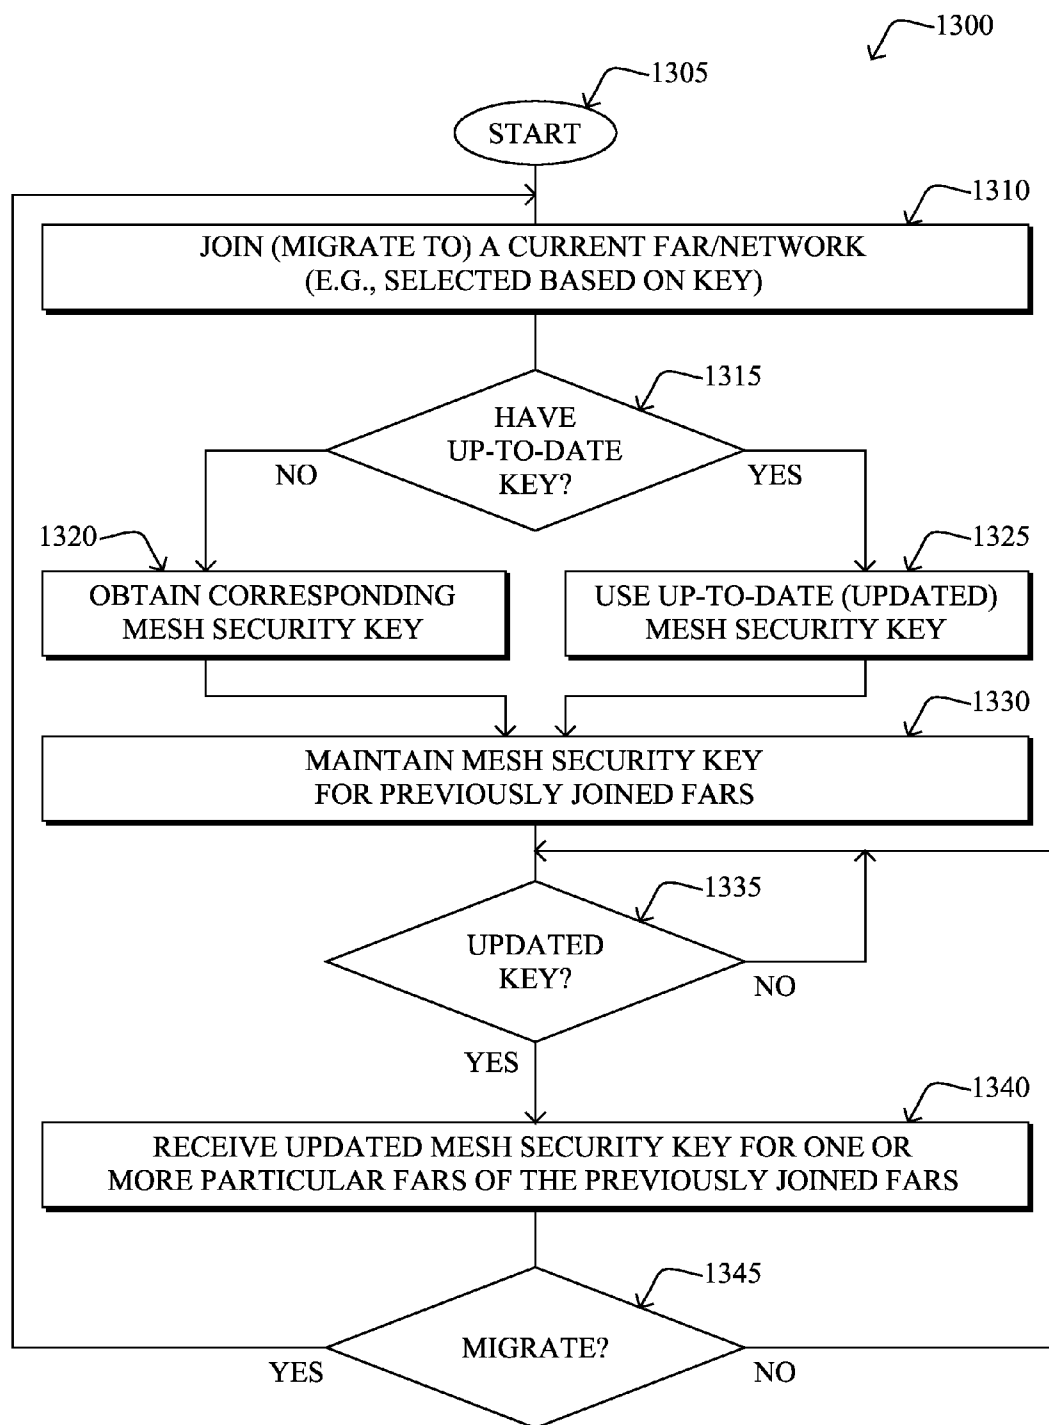 1300
1305
START
1310
JOIN (MIGRATE TO) A CURRENT FAR/NETWORK
(E.G., SELECTED BASED ON KEY)
1315
HAVE
UP-TO-DATE
KEY?
NO
YES
1320
1325
OBTAIN CORRESPONDING
MESH SECURITY KEY
USE UP-TO-DATE (UPDATED)
MESH SECURITY KEY
1330
MAINTAIN MESH SECURITY KEY
FOR PREVIOUSLY JOINED FARS
1335
UPDATED
KEY?
NO
YES
1340
RECEIVE UPDATED MESH SECURITY KEY FOR ONE OR
MORE PARTICULAR FARS OF THE PREVIOUSLY JOINED FARS
1345
MIGRATE?
YES
NO